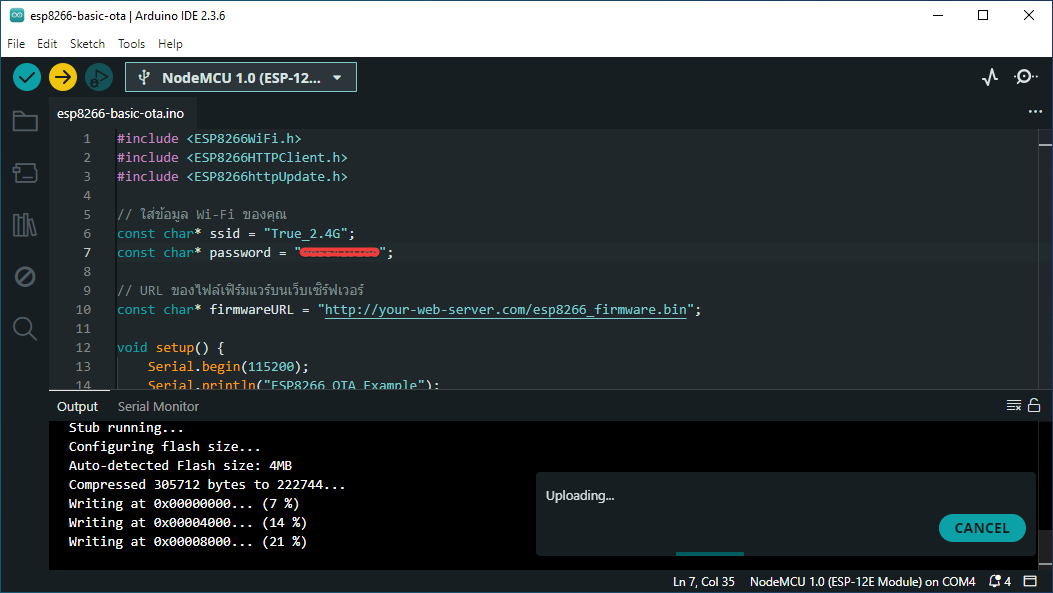 esp8266-basic-ota | Arduino IDE 2.3.6
File Edit Sketch Tools Help
NodeMCU 1.0 (ESP-12...
esp8266-basic-ota.ino
1 #include <ESP8266WiFi.h>
2 #include <ESP8266HTTPClient.h>
3 #include <ESP8266httpUpdate.h>
4
5 // ใส่ข้อมูล Wi-Fi ของคุณ
6 const char* ssid = "True_2.4G";
7 const char* password = "";
8
9 // URL ของไฟล์เฟิร์มแวร์บนเว็บเซิร์ฟเวอร์
10 const char* firmwareURL = "http://your-web-server.com/esp8266_firmware.bin";
11
12 void setup() {
13 Serial.begin(115200);
14 Serial.println("ESP8266 OTA Example");
Output Serial Monitor
Stub running...
Configuring flash size...
Auto-detected Flash size: 4MB
Compressed 305712 bytes to 222744...
Writing at 0x00000000... (7 %)
Writing at 0x00004000... (14 %)
Writing at 0x00008000... (21 %)
Uploading...
CANCEL
Ln 7, Col 35 NodeMCU 1.0 (ESP-12E Module) on COM4 4